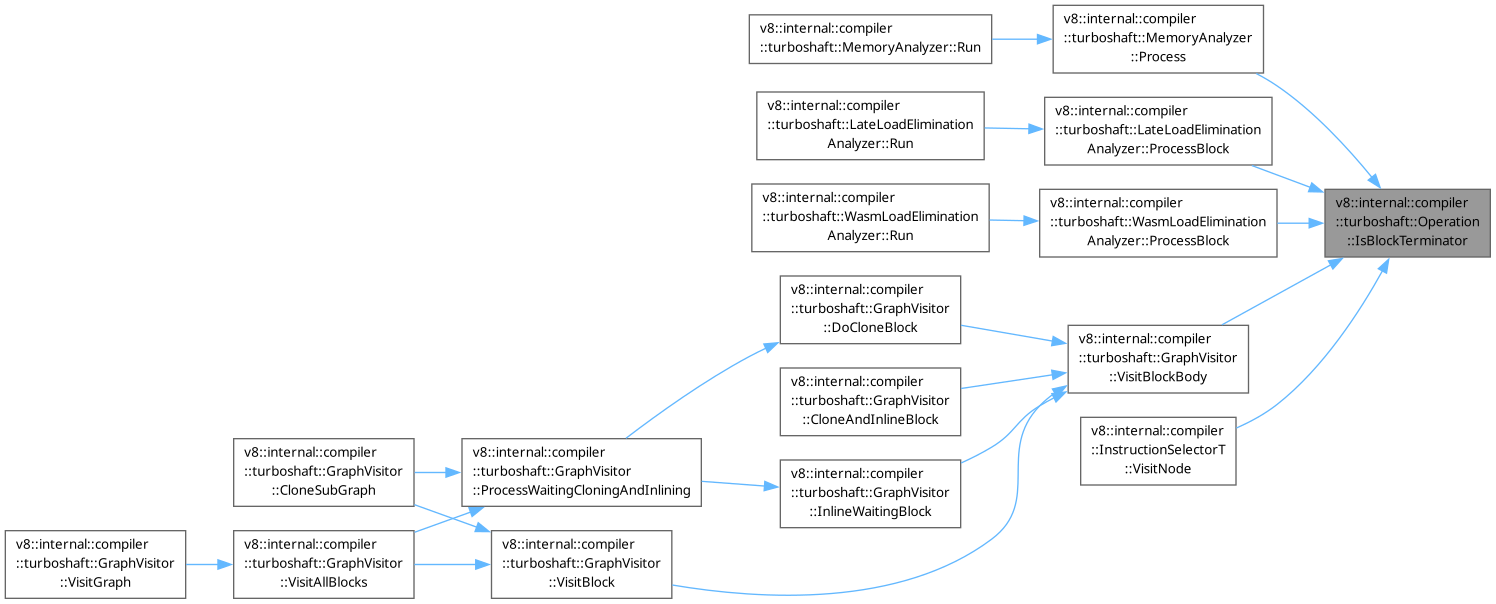 v8::internal::compiler
::turboshaft::MemoryAnalyzer::Run
v8::internal::compiler
::turboshaft::MemoryAnalyzer
::Process
v8::internal::compiler
::turboshaft::LateLoadElimination
Analyzer::Run
v8::internal::compiler
::turboshaft::LateLoadElimination
Analyzer::ProcessBlock
v8::internal::compiler
::turboshaft::WasmLoadElimination
Analyzer::Run
v8::internal::compiler
::turboshaft::WasmLoadElimination
Analyzer::ProcessBlock
v8::internal::compiler
::turboshaft::Operation
::IsBlockTerminator
v8::internal::compiler
::turboshaft::GraphVisitor
::DoCloneBlock
v8::internal::compiler
::turboshaft::GraphVisitor
::VisitBlockBody
v8::internal::compiler
::turboshaft::GraphVisitor
::CloneAndInlineBlock
v8::internal::compiler
::InstructionSelectorT
::VisitNode
v8::internal::compiler
::turboshaft::GraphVisitor
::CloneSubGraph
v8::internal::compiler
::turboshaft::GraphVisitor
::ProcessWaitingCloningAndInlining
v8::internal::compiler
::turboshaft::GraphVisitor
::InlineWaitingBlock
v8::internal::compiler
::turboshaft::GraphVisitor
::VisitGraph
v8::internal::compiler
::turboshaft::GraphVisitor
::VisitAllBlocks
v8::internal::compiler
::turboshaft::GraphVisitor
::VisitBlock